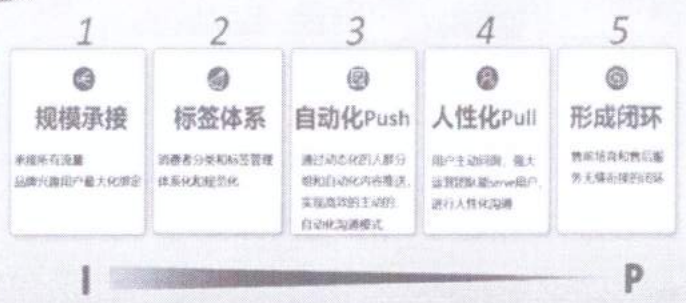 1
规模承接
承接所有流量
品牌兴趣用户最大化绑定
2
标签体系
消费者分类和标签管理
体系化和规范化
3
自动化Push
通过动态化的人群分
组和自动化内容推送,
实现高效的主动的
自动化沟通模式
4
人性化Pull
用户主动问询,强大
运营团队能serve用户,
进行人性化沟通
5
形成闭环
售前培育和售后服
务无缝衔接的闭环
I
P